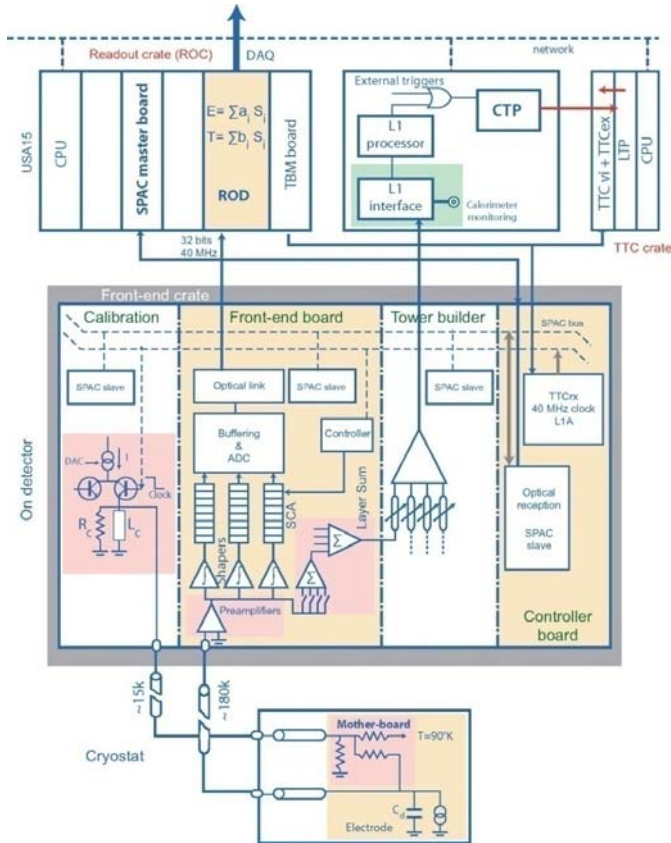 Readout crate (ROC)
DAQ
network
USA15
CPU
SPAC master board
E= ∑aᵢ Sᵢ
T= ∑bᵢ Sᵢ
ROD
TBM board
External triggers
CTP
L1
processor
L1
interface
Calorimeter
monitoring
TTC vi + TTCex
LTP
CPU
TTC crate
32 bits
40 MHz
Front-end crate
On detector
Calibration
Front-end board
Tower builder
SPAC bus
SPAC slave
Optical link
SPAC slave
SPAC slave
TTCrx
40 MHz clock
L1A
Buffering
&
ADC
Controller
DAC
I
Clock
R_c
L_c
SCA
Layer Sum
Shapers
∑
∑
Preamplifiers
Optical
reception
SPAC
slave
Controller
board
~15k
~180k
Cryostat
Mother-board
T=90°K
C_d
Electrode